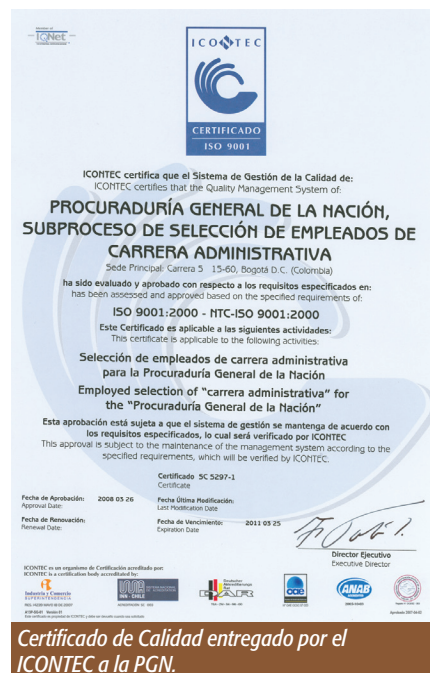 Member of
IQNet
ICONTEC
CERTIFICADO
ISO 9001
ICONTEC certifica que el Sistema de Gestión de la Calidad de:
ICONTEC certifies that the Quality Management System of:
PROCURADURÍA GENERAL DE LA NACIÓN,
SUBPROCESO DE SELECCIÓN DE EMPLEADOS DE
CARRERA ADMINISTRATIVA
Sede Principal: Carrera 5 15-60, Bogotá D.C. (Colombia)
ha sido evaluado y aprobado con respecto a los requisitos especificados en:
has been assessed and approved based on the specified requirements of:
ISO 9001:2000 - NTC-ISO 9001:2000
Este Certificado es aplicable a las siguientes actividades:
This certificate is applicable to the following activities:
Selección de empleados de carrera administrativa
para la Procuraduría General de la Nación
Employed selection of "carrera administrativa" for
the "Procuraduría General de la Nación"
Esta aprobación está sujeta a que el sistema de gestión se mantenga de acuerdo con
los requisitos especificados, lo cual será verificado por ICONTEC
This approval is subject to the maintenance of the management system according to the
specified requirements, which will be verified by ICONTEC.
Certificado SC 5297-1
Certificate
Fecha de Aprobación: 2008 03 26 Fecha Última Modificación:
Approval Date: Last Modification Date
Fecha de Renovación: Fecha de Vencimiento: 2011 03 25
Renewal Date: Expiration Date
Director Ejecutivo
Executive Director
ICONTEC es un organismo de Certificación acreditado por:
ICONTEC is a certification body accredited by:
Industria y Comercio
SUPERINTENDENCIA
INN CHILE
Deutscher
Akkreditierungs
Rat
DAR
ANAB
Certificado de Calidad entregado por el
ICONTEC a la PGN.